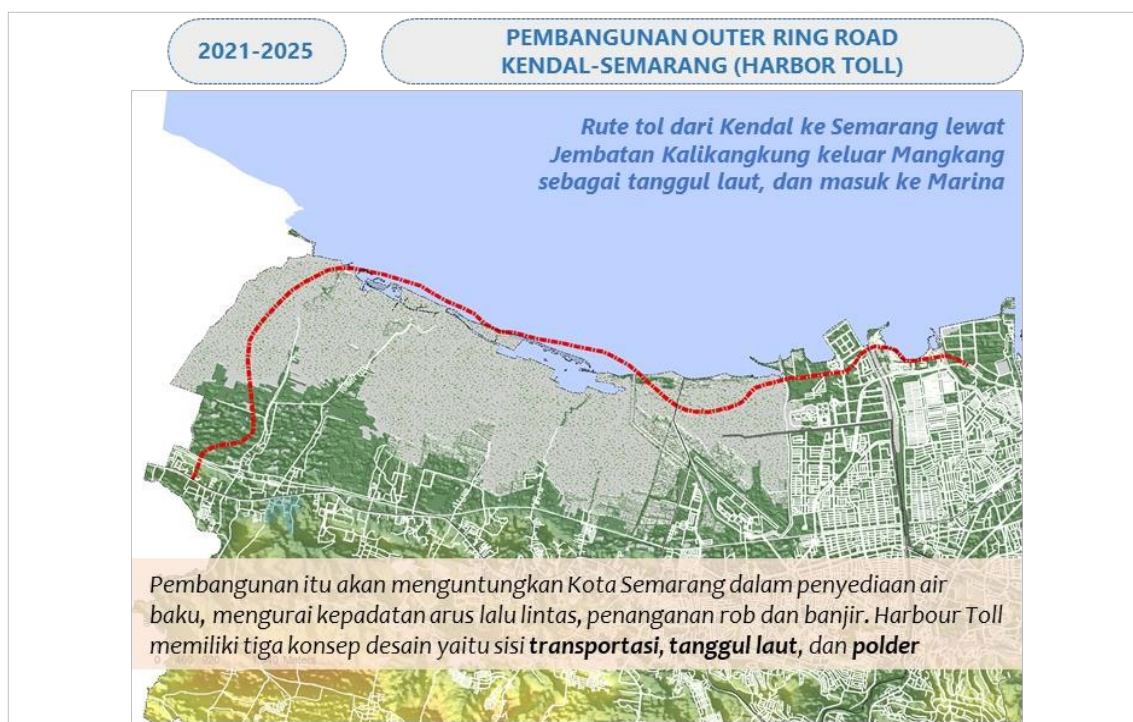 2021-2025
PEMBANGUNAN OUTER RING ROAD
KENDAL-SEMARANG (HARBOR TOLL)
Rute tol dari Kendal ke Semarang lewat
Jembatan Kalikangkung keluar Mangkang
sebagai tanggul laut, dan masuk ke Marina
Pembangunan itu akan menguntungkan Kota Semarang dalam penyediaan air
baku, mengurai kepadatan arus lalu lintas, penanganan rob dan banjir. Harbour Toll
memiliki tiga konsep desain yaitu sisi transportasi, tanggul laut, dan polder